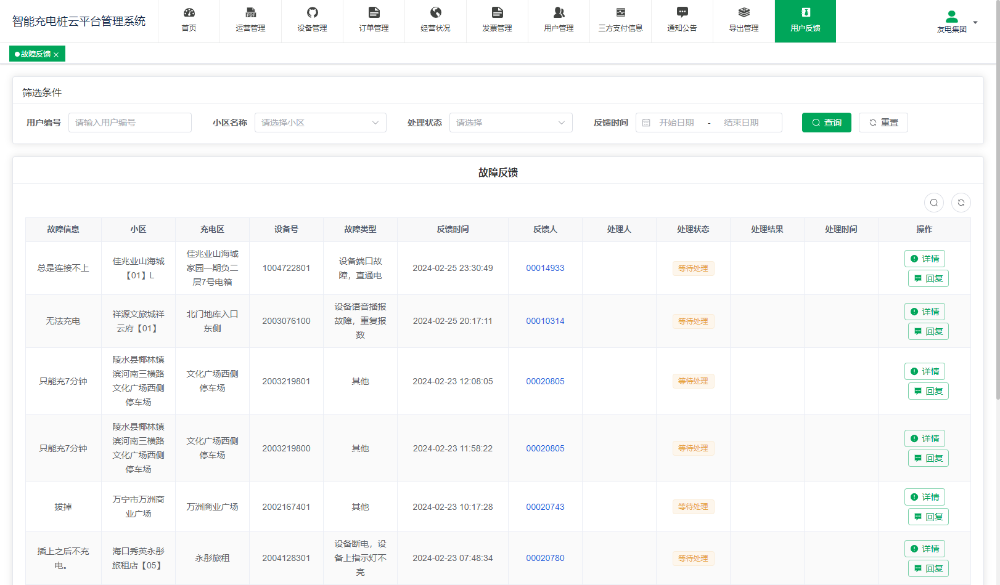 智能充电桩云平台管理系统
首页
运营管理
设备管理
订单管理
经营状况
发票管理
用户管理
三方支付信息
通知公告
导出管理
用户反馈
友电集团
故障反馈
筛选条件
用户编号 请输入用户编号 小区名称 请选择小区 处理状态 请选择 反馈时间 开始日期 - 结束日期 查询 重置
故障反馈
故障信息 小区 充电区 设备号 故障类型 反馈时间 反馈人 处理人 处理状态 处理结果 处理时间 操作
总是连接不上
佳兆业山海城
【01】L
佳兆业山海城
家园一期负二
层7号电箱
1004722801
设备端口故
障，直通电
2024-02-25 23:30:49
00014933
等待处理
详情
回复
无法充电
祥源文旅城祥
云府【01】
北门地库入口
东侧
2003076100
设备语音播报
故障，重复报
数
2024-02-25 20:17:11
00010314
等待处理
详情
回复
只能充7分钟
陵水县椰林镇
滨河南三横路
文化广场西侧
停车场
文化广场西侧
停车场
2003219801
其他
2024-02-23 12:08:05
00020805
等待处理
详情
回复
只能充7分钟
陵水县椰林镇
滨河南三横路
文化广场西侧
停车场
文化广场西侧
停车场
2003219800
其他
2024-02-23 11:58:22
00020805
等待处理
详情
回复
拔掉
万宁市万洲商
业广场
万洲商业广场
2002167401
其他
2024-02-23 10:17:28
00020743
等待处理
详情
回复
插上之后不充
电。
海口秀英永彤
旅租店【05】
永彤旅租
2004128301
设备断电，设
备上指示灯不
亮
2024-02-23 07:48:34
00020780
等待处理
详情
回复